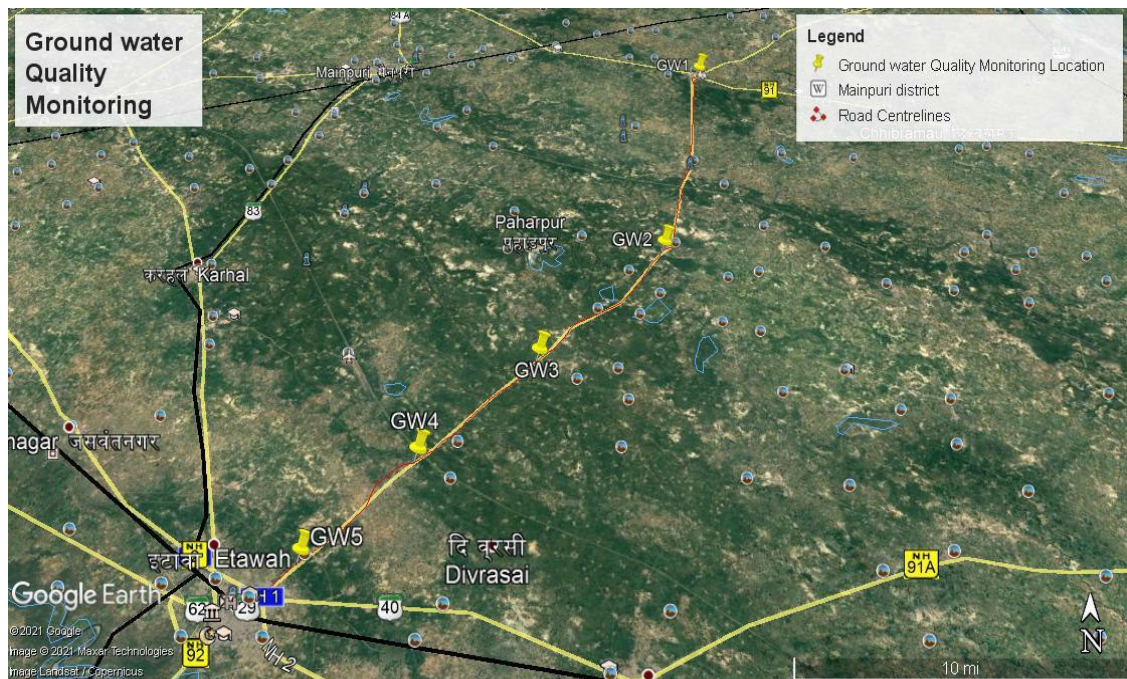 Ground water
Quality
Monitoring
Legend
Ground water Quality Monitoring Location
W
Mainpuri district
Road Centrelines
Mainpuri मैनपुरी
GW1
NH
91
83
Paharpur
पहाड़पुर
GW2
करहल Karhal
GW3
GW4
nagar जसवंतनगर
GW5
NH
इटावा Etawah
दि व्रसी
Divrasai
NH
91A
62
29
40
NH
92
NH 2
Google Earth
© 2021 Google
Image © 2021 Maxar Technologies
Image Landsat / Copernicus
N
10 mi